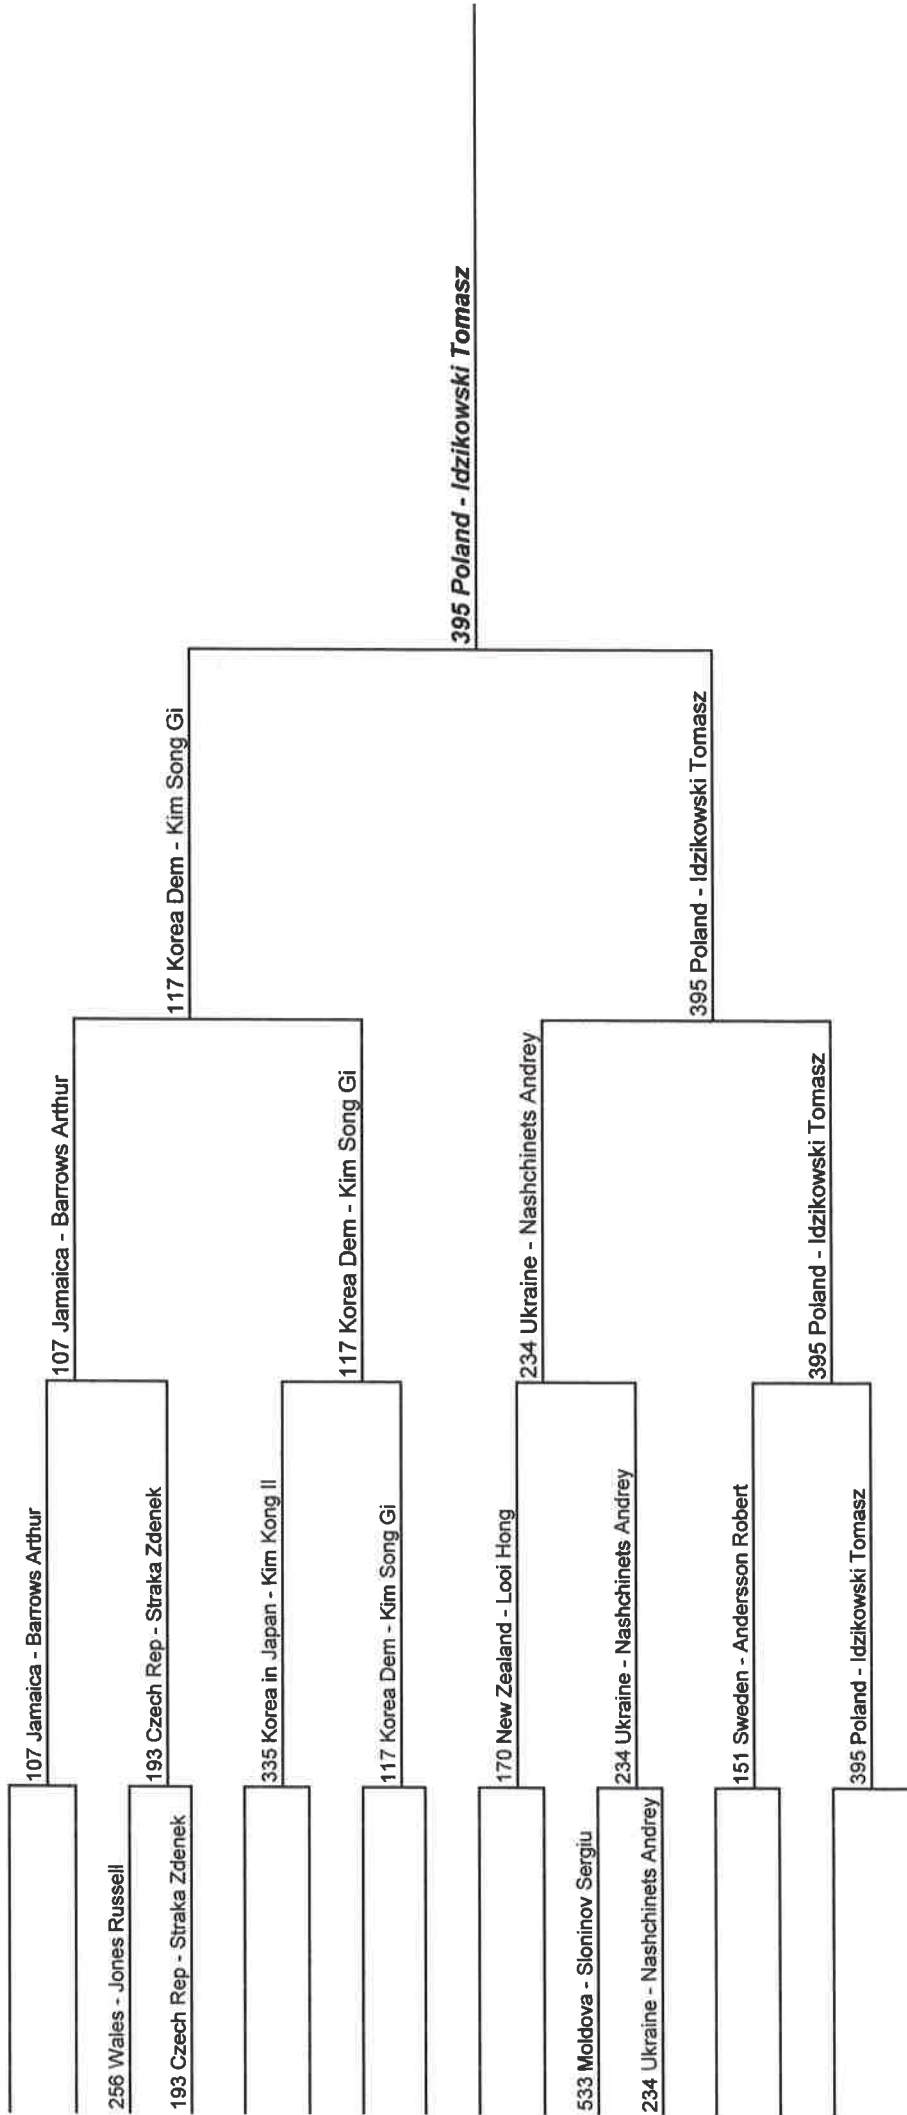 256 Wales - Jones Russell
193 Czech Rep - Straka Zdenek
533 Moldova - Sloninov Sergiu
234 Ukraine - Nashchinets Andrey
107 Jamaica - Barrows Arthur
193 Czech Rep - Straka Zdenek
335 Korea in Japan - Kim Kong Il
117 Korea Dem - Kim Song Gi
170 New Zealand - Looi Hong
234 Ukraine - Nashchinets Andrey
151 Sweden - Andersson Robert
395 Poland - Idzikowski Tomasz
107 Jamaica - Barrows Arthur
117 Korea Dem - Kim Song Gi
234 Ukraine - Nashchinets Andrey
395 Poland - Idzikowski Tomasz
117 Korea Dem - Kim Song Gi
395 Poland - Idzikowski Tomasz
395 Poland - Idzikowski Tomasz